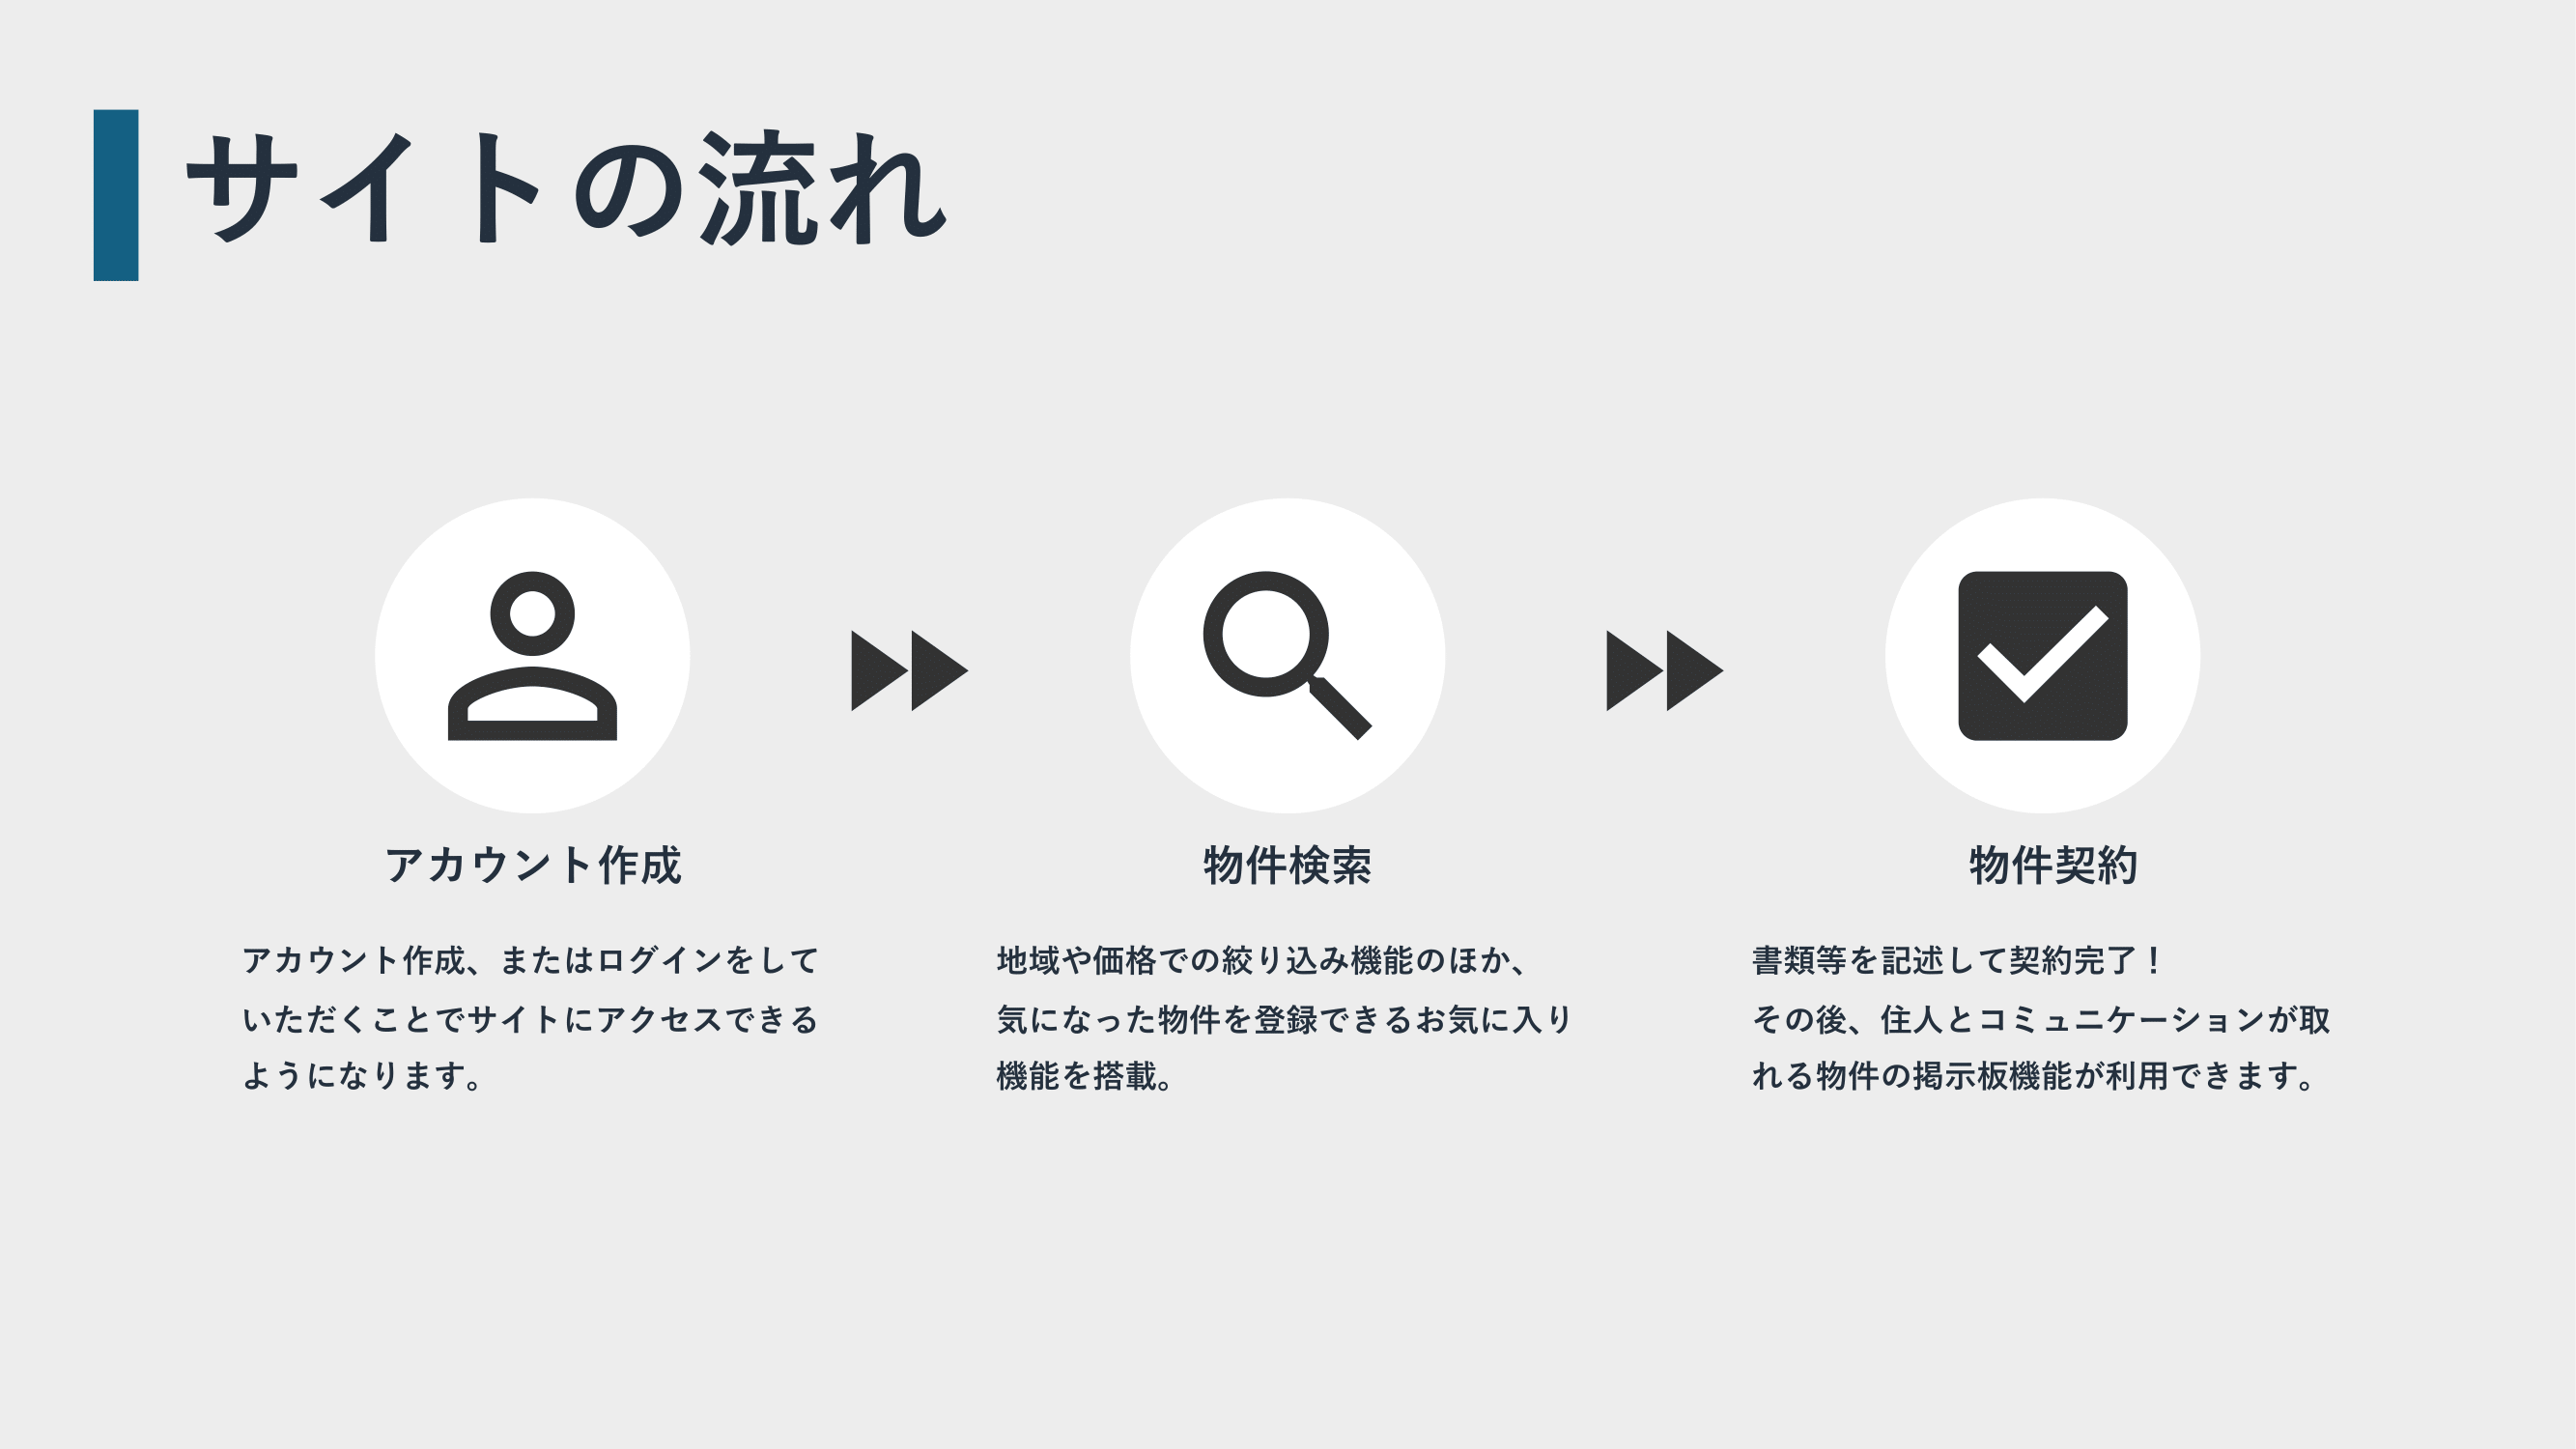 サイトの流れ
アカウント作成
アカウント作成、またはログインをして
いただくことでサイトにアクセスできる
ようになります。
物件検索
地域や価格での絞り込み機能のほか、
気になった物件を登録できるお気に入り
機能を搭載。
物件契約
書類等を記述して契約完了！
その後、住人とコミュニケーションが取
れる物件の掲示板機能が利用できます。